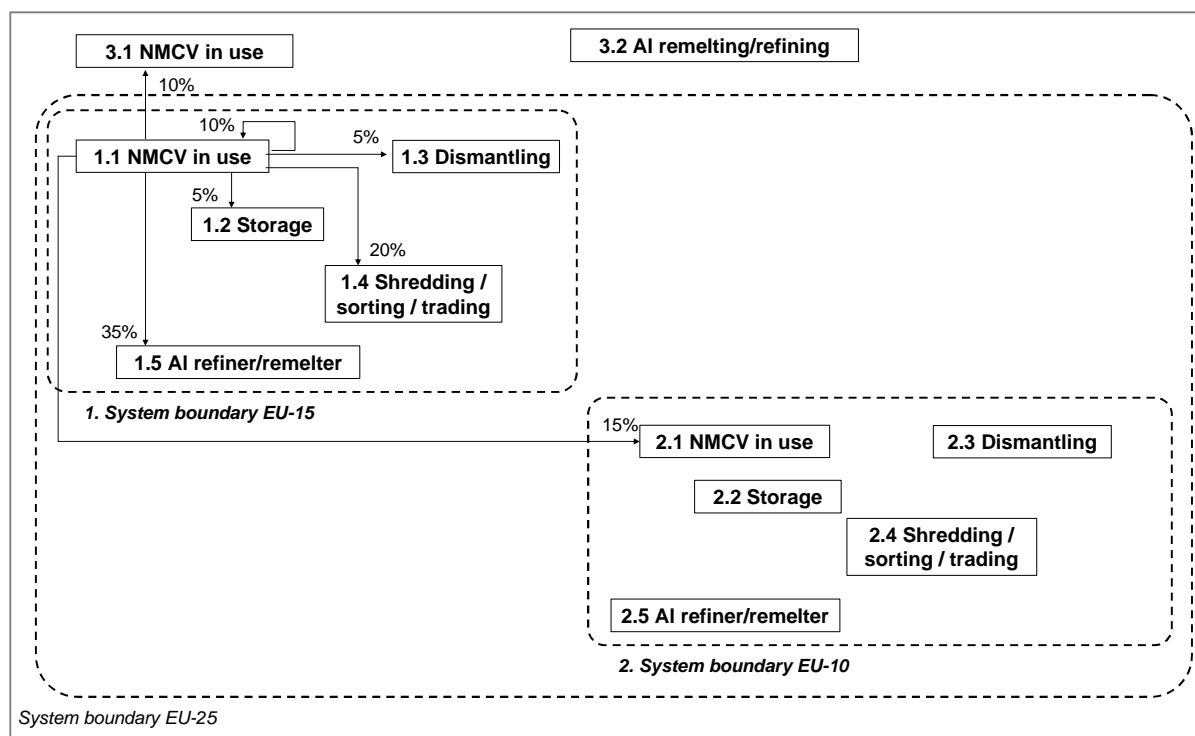 3.1 NMCV in use
3.2 Al remelting/refining
10%
10%
5%
1.1 NMCV in use
1.3 Dismantling
5%
1.2 Storage
20%
1.4 Shredding /
sorting / trading
35%
1.5 Al refiner/remelter
1. System boundary EU-15
15%
2.1 NMCV in use
2.3 Dismantling
2.2 Storage
2.4 Shredding /
sorting / trading
2.5 Al refiner/remelter
2. System boundary EU-10
System boundary EU-25